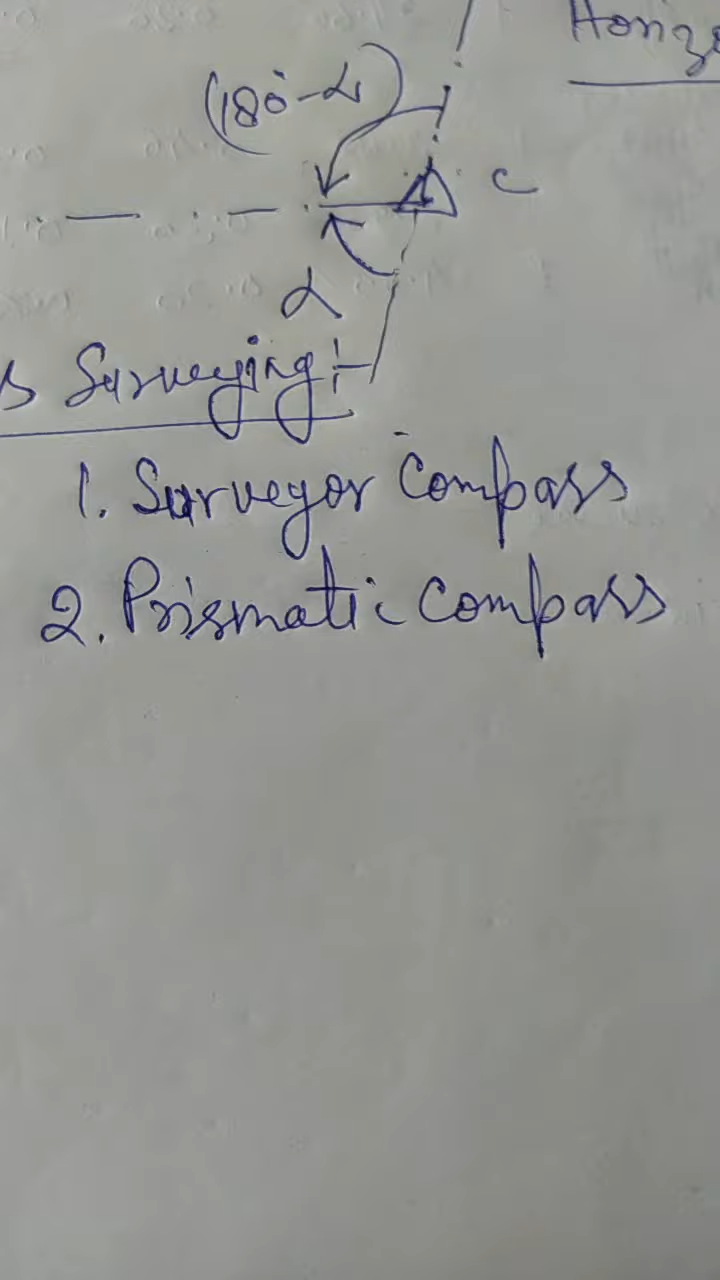 (180°-α)
C
α
Surveying:-
1. Surveyor Compass
2. Prismatic Compass